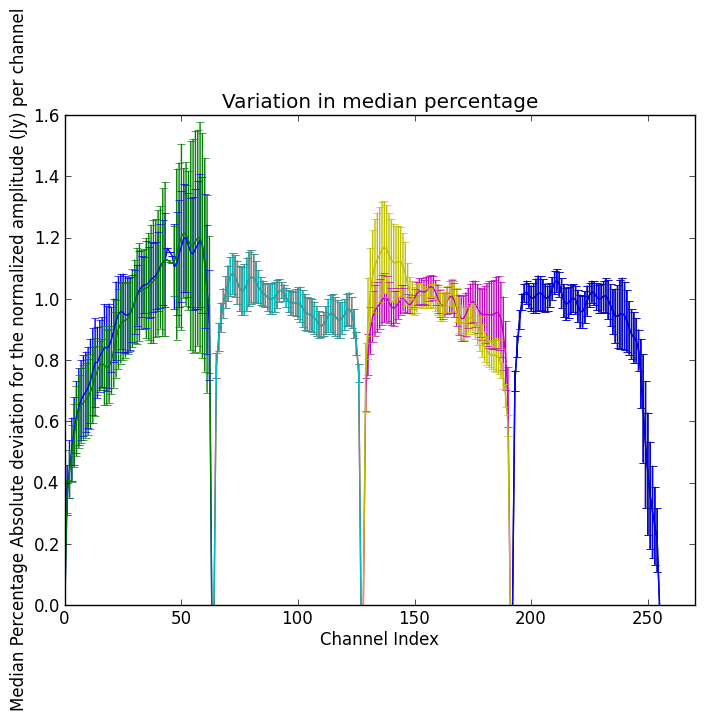 Variation in median percentage
Median Percentage Absolute deviation for the normalized amplitude (Jy) per channel
1.6
1.4
1.2
1.0
0.8
0.6
0.4
0.2
0.0
0 50 100 150 200 250
Channel Index